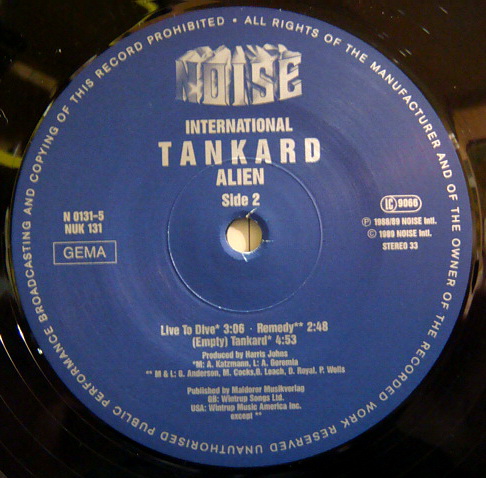 NOISE
INTERNATIONAL
TANKARD
ALIEN
Side 2
N 0131-5
NUK 131
GEMA
LC 9066
Ⓟ 1988/89 NOISE Intl.
© 1989 NOISE Intl.
STEREO 33
Live To Dive* 3:06 · Remedy** 2:48
(Empty) Tankard* 4:53
Produced by Harris Johns
*M: A. Katzmann, L: A. Geremia
** M & L: G. Anderson, M. Cocks, B. Leach, D. Royal, P. Wells
Published by Maldoror Musikverlag
GB: Wintrup Songs Ltd.
USA: Wintrup Music America Inc.
except **
ALL RIGHTS OF THE MANUFACTURER AND OF THE OWNER OF THE RECORDED WORK RESERVED UNAUTHORISED PUBLIC PERFORMANCE BROADCASTING AND COPYING OF THIS RECORD PROHIBITED ·